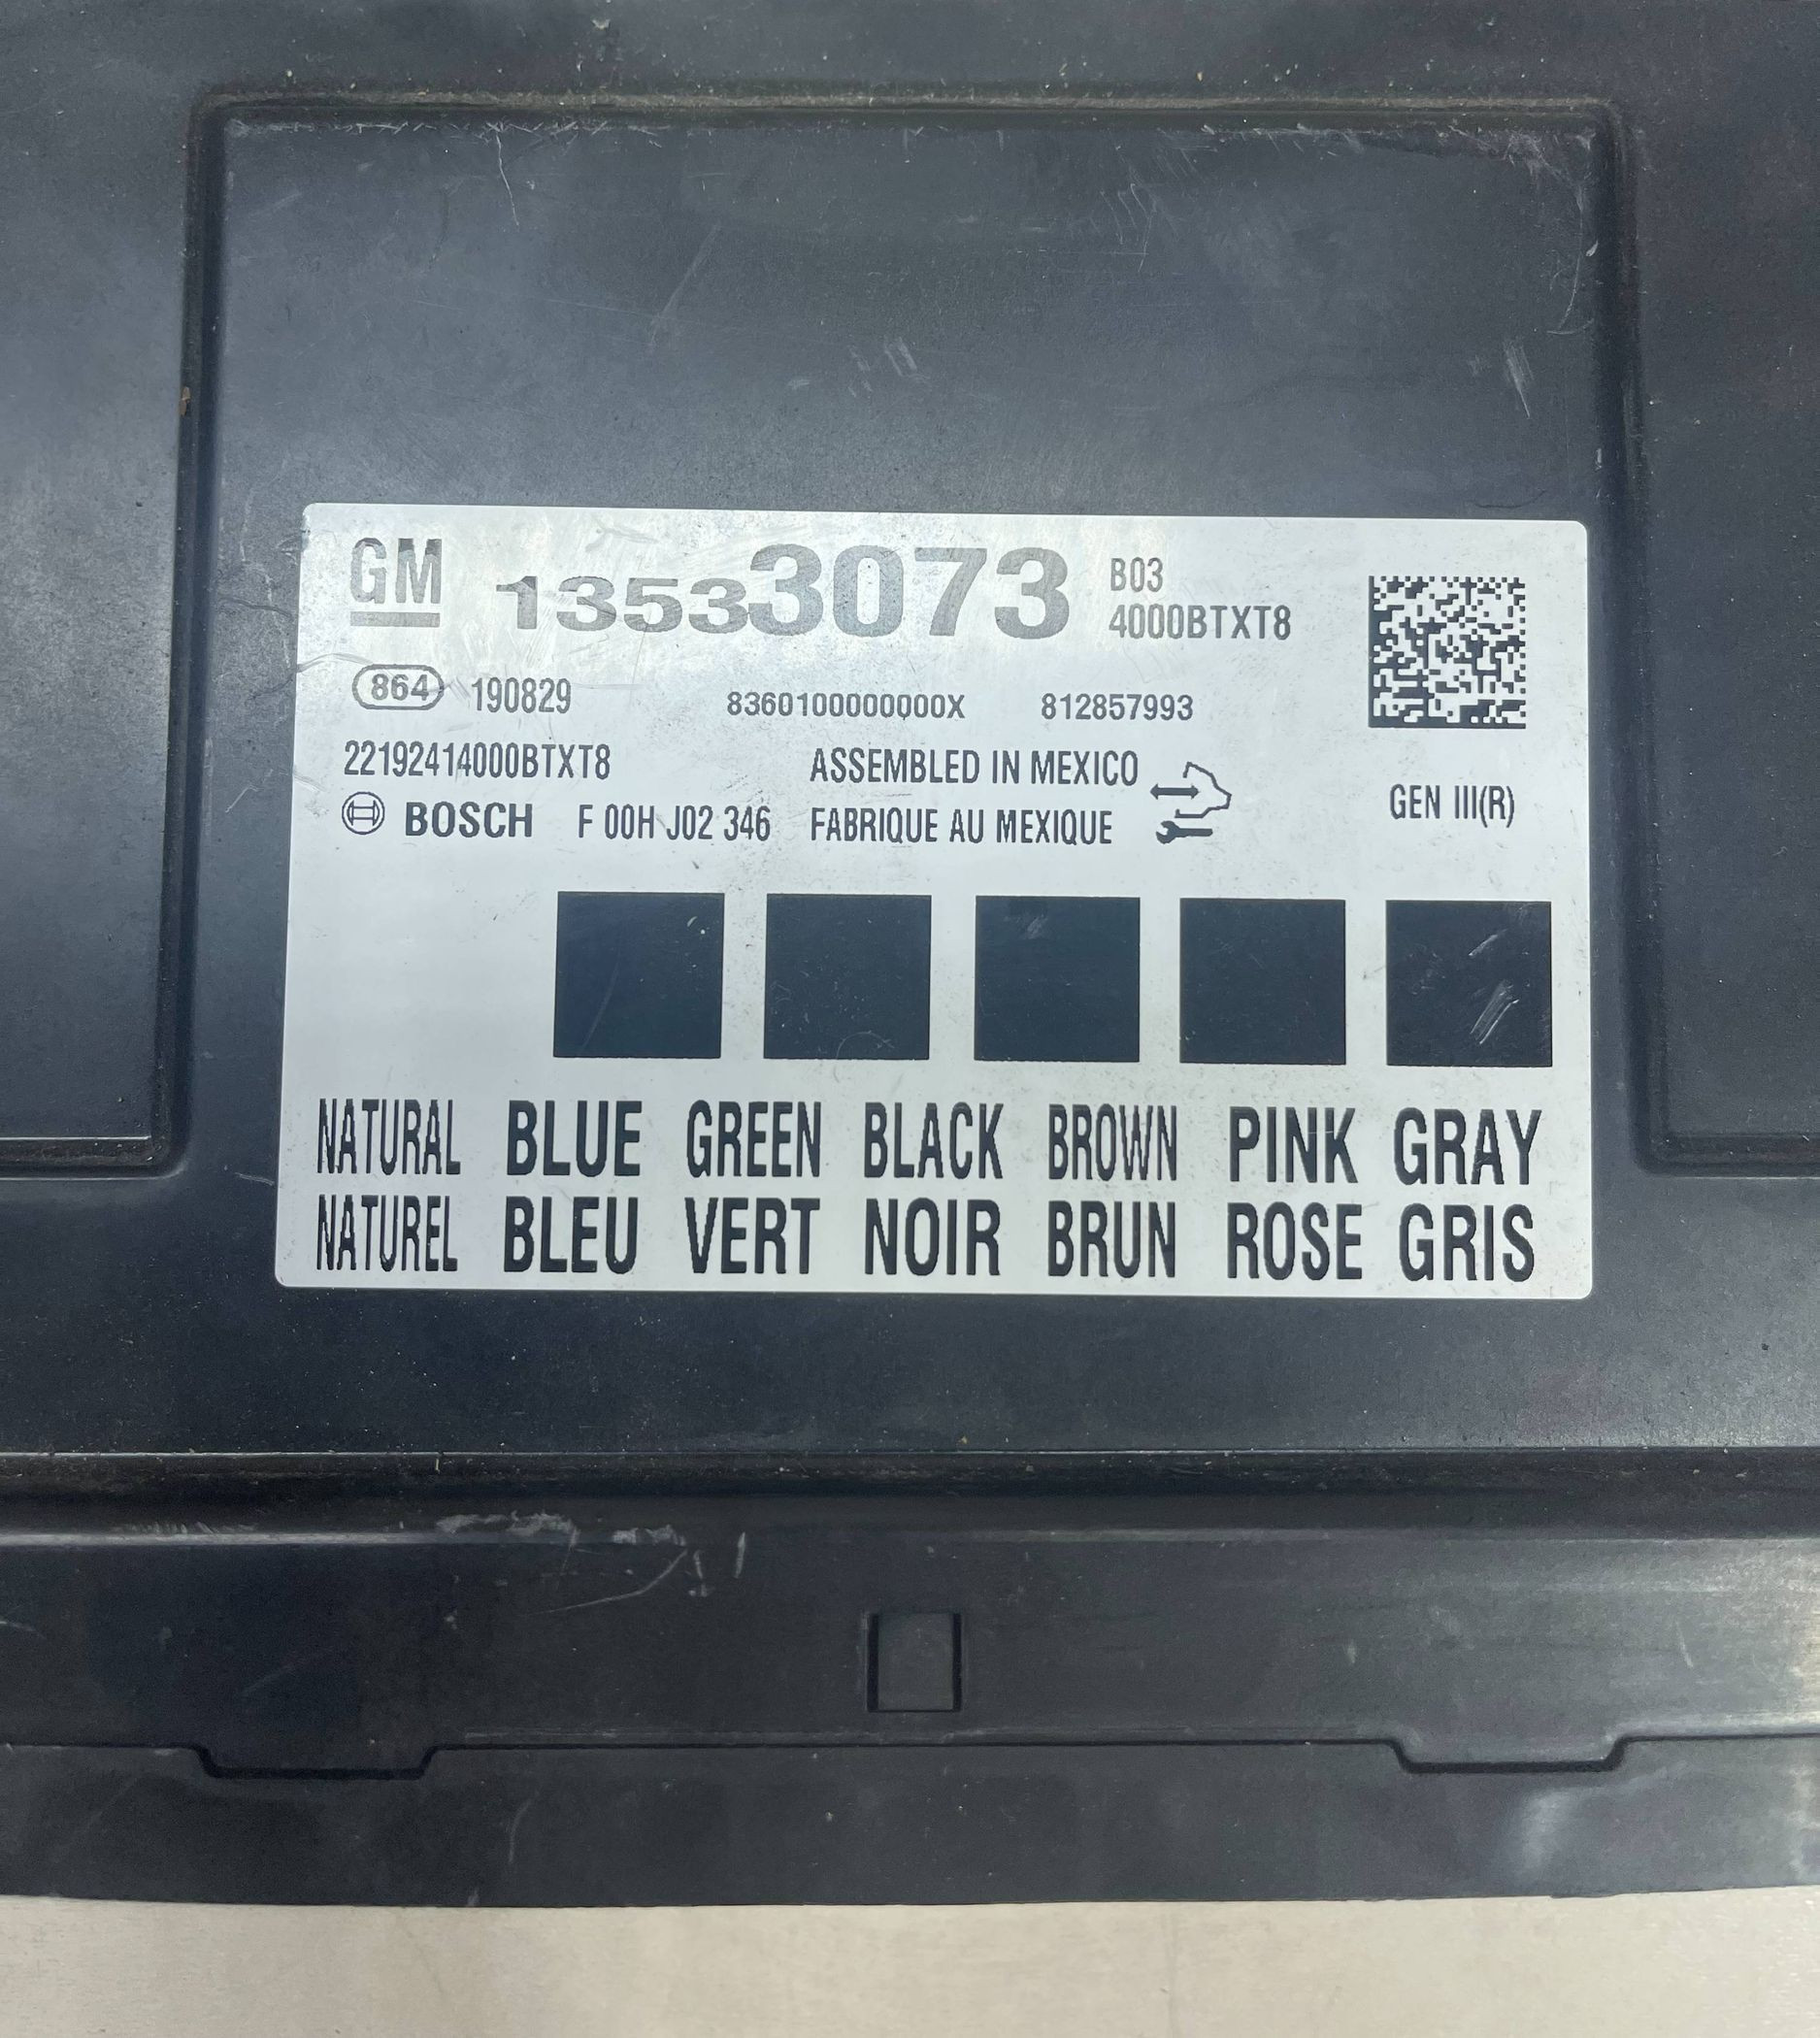 GM 13533073 B03
4000BTXT8
864 190829 8360100000000X 812857993
22192414000BTXT8 ASSEMBLED IN MEXICO
BOSCH F 00H J02 346 FABRIQUE AU MEXIQUE GEN III(R)
NATURAL BLUE GREEN BLACK BROWN PINK GRAY
NATUREL BLEU VERT NOIR BRUN ROSE GRIS